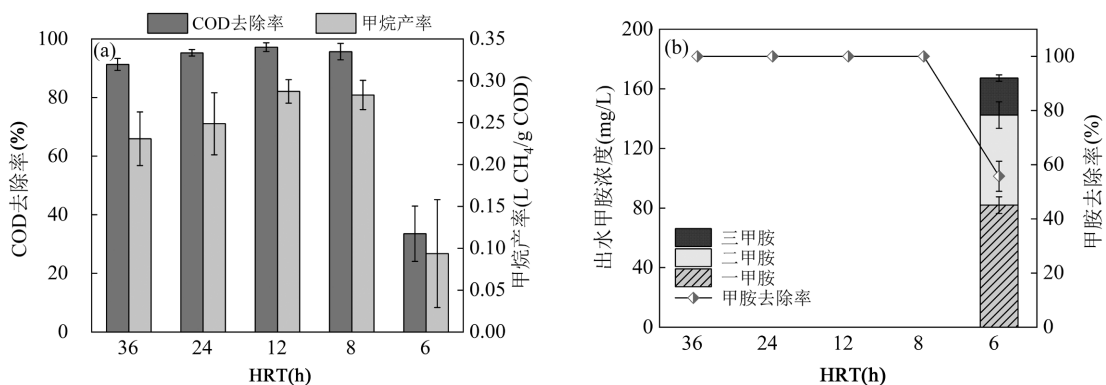 COD去除率 甲烷产率
(a)
COD去除率(%)
100
80
60
40
20
0
0.35
0.30
0.25
0.20
0.15
0.10
0.05
0.00
甲烷产率(L CH₄/g COD)
36 24 12 8 6
HRT(h)
(b)
出水甲胺浓度(mg/L)
200
160
120
80
40
0
三甲胺
二甲胺
一甲胺
甲胺去除率
100
80
60
40
20
0
甲胺去除率(%)
36 24 12 8 6
HRT(h)